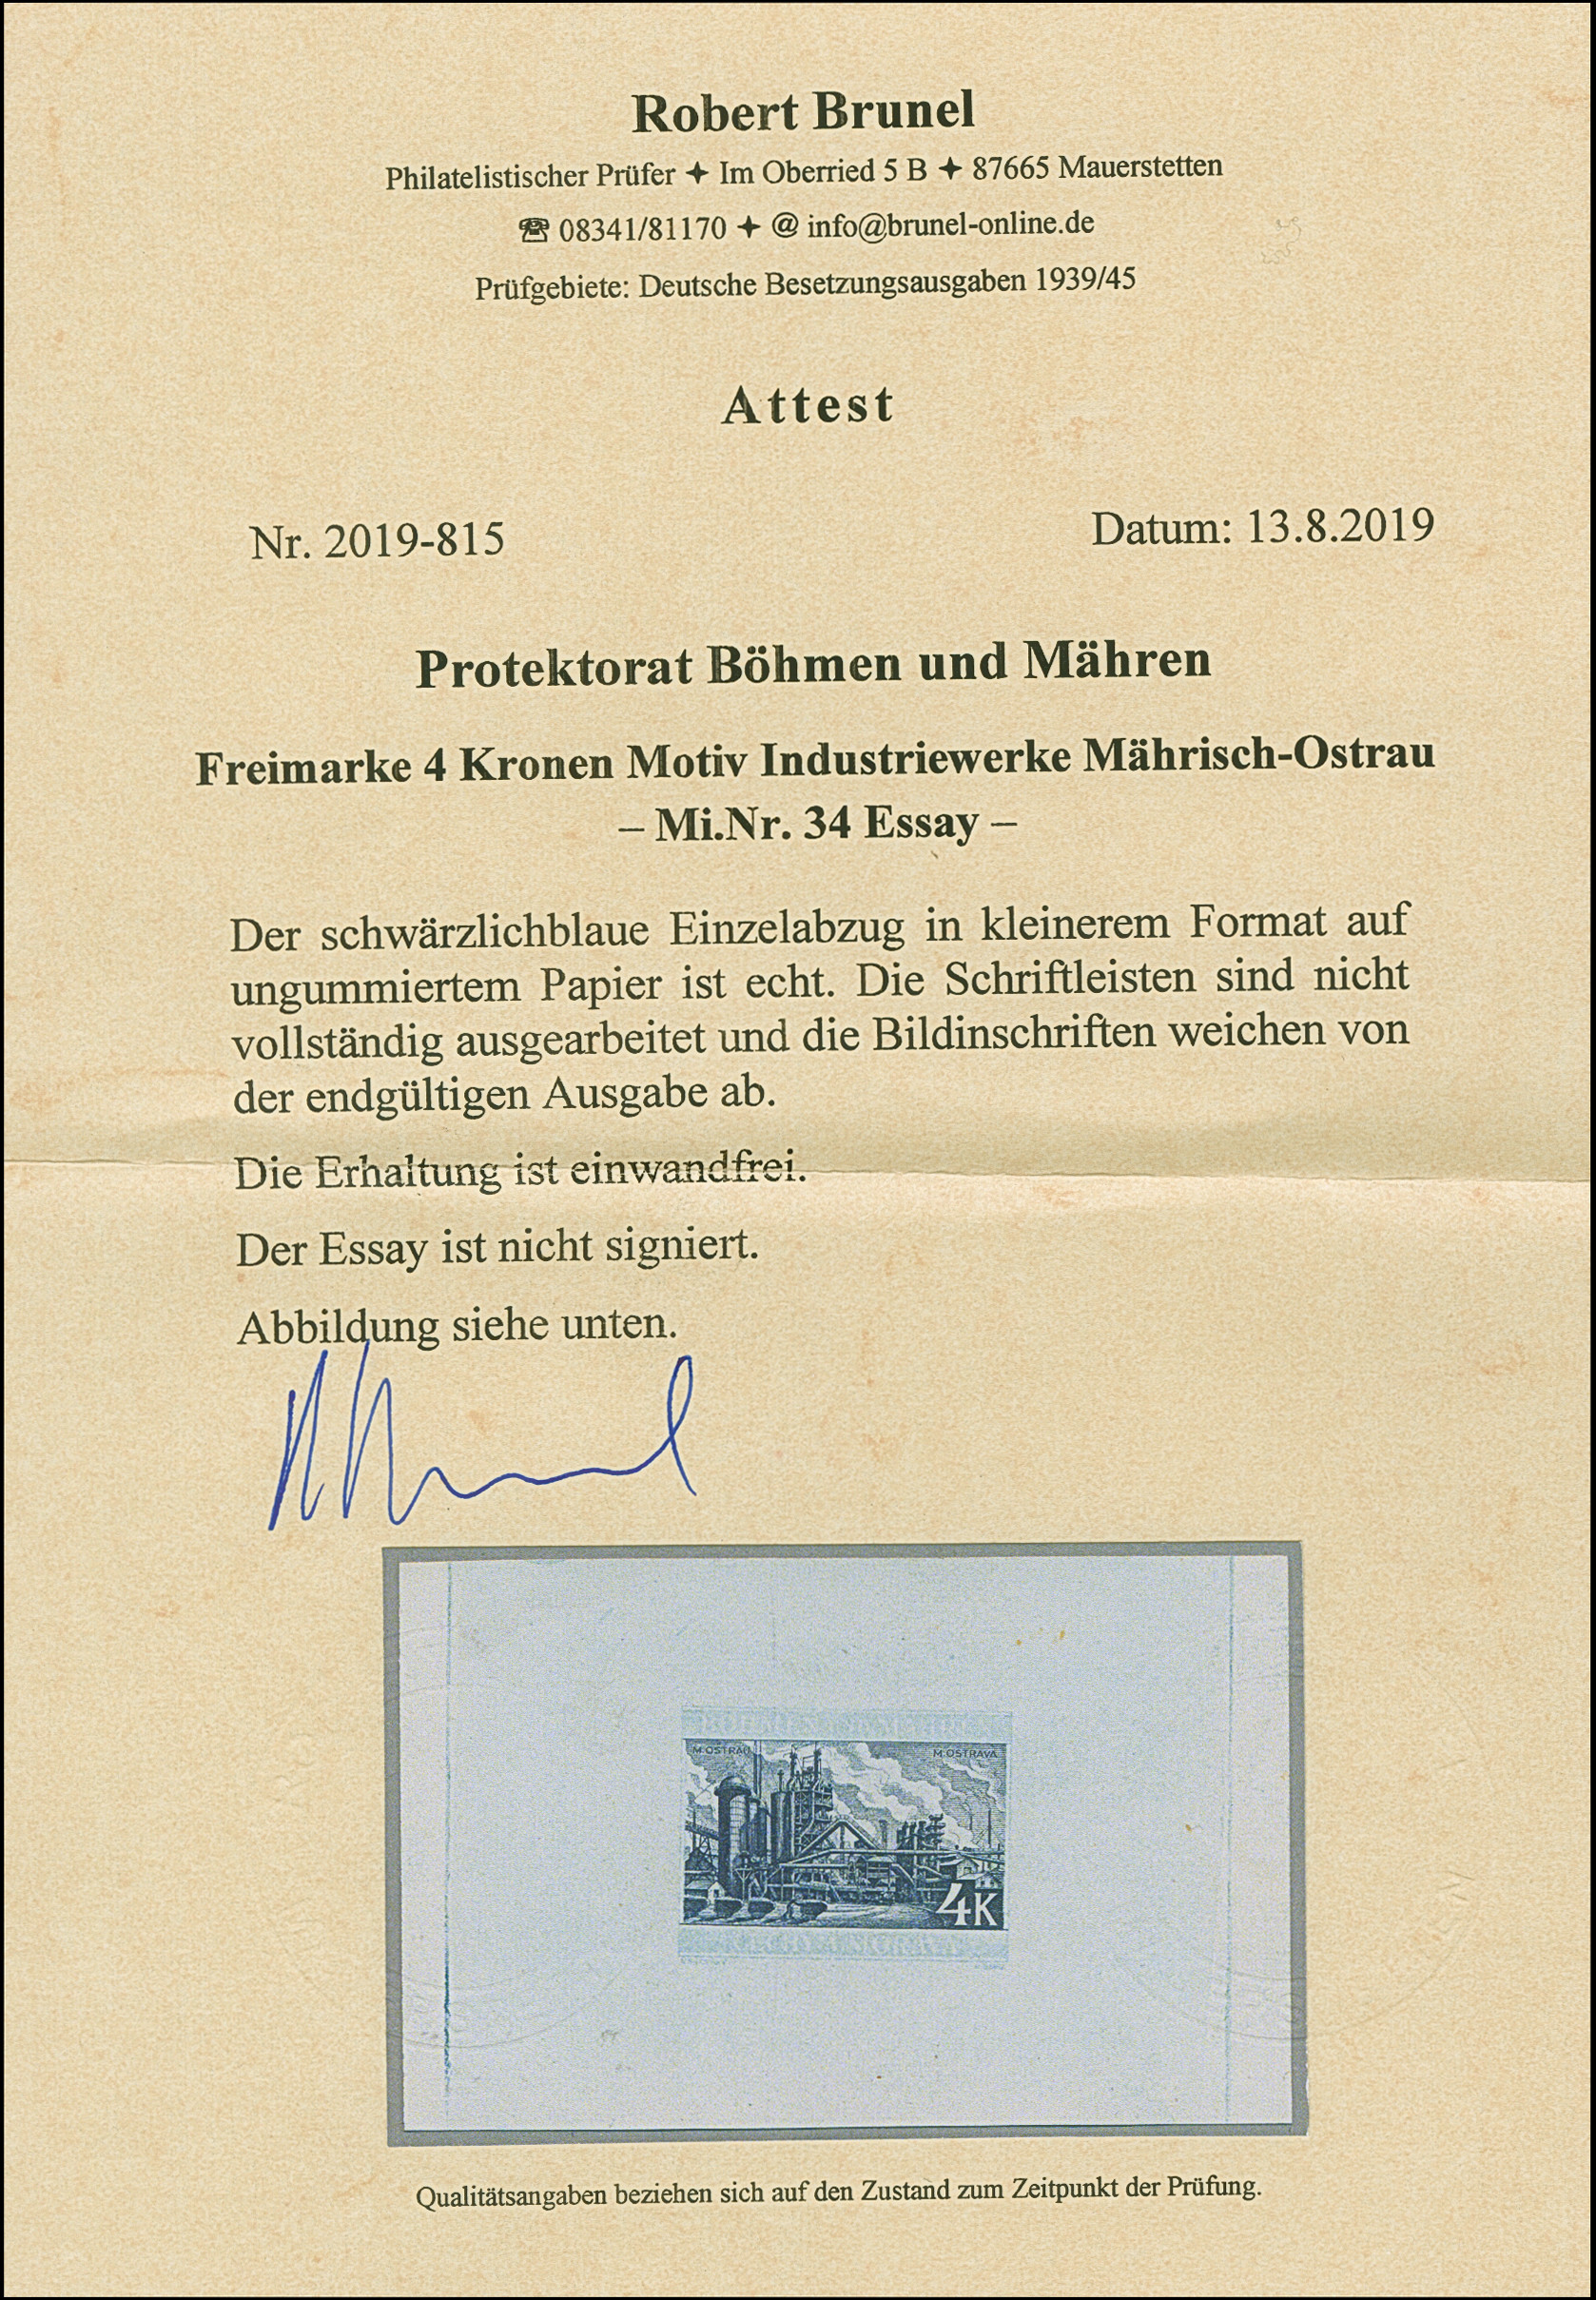 Robert Brunel
Philatelistischer Prüfer ✦ Im Oberried 5 B ✦ 87665 Mauerstetten
☎ 08341/81170 ✦ @ info@brunel-online.de
Prüfgebiete: Deutsche Besetzungsausgaben 1939/45
Attest
Nr. 2019-815 Datum: 13.8.2019
Protektorat Böhmen und Mähren
Freimarke 4 Kronen Motiv Industriewerke Mährisch-Ostrau
– Mi.Nr. 34 Essay –
Der schwärzlichblaue Einzelabzug in kleinerem Format auf
ungummiertem Papier ist echt. Die Schriftleisten sind nicht
vollständig ausgearbeitet und die Bildinschriften weichen von
der endgültigen Ausgabe ab.
Die Erhaltung ist einwandfrei.
Der Essay ist nicht signiert.
Abbildung siehe unten.
M.OSTRAU M.OSTRAVA
4K
Qualitätsangaben beziehen sich auf den Zustand zum Zeitpunkt der Prüfung.